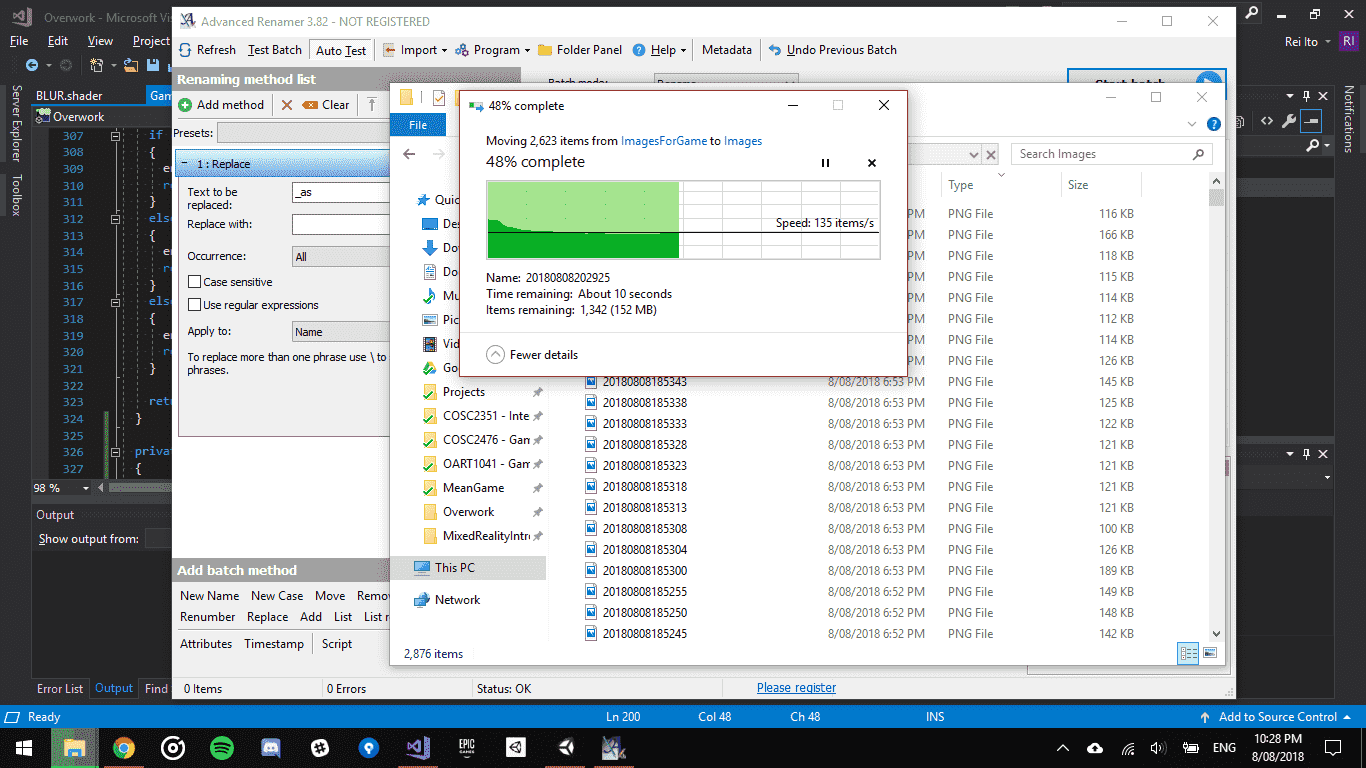 Overwork - Microsoft Vis
Advanced Renamer 3.82 - NOT REGISTERED
File Edit View Project
Rei Ito RI
Refresh Test Batch Auto Test Import Program Folder Panel Help Metadata Undo Previous Batch
Renaming method list
Batch mode: Rename
Start batch
BLUR.shader Gam
Overwork
Server Explorer
Toolbox
Notifications
Add method Clear
Presets:
1 : Replace
Text to be replaced: _as
Replace with:
Occurrence: All
Case sensitive
Use regular expressions
Apply to: Name
To replace more than one phrase use \ to
phrases.
307 if
308 {
309 e
310 re
311 }
312 else
313 {
314 e
315 re
316 }
317 else
318 {
319 e
320 re
321 }
322
323 retu
324 }
325
326 privat
327 {
98 %
Output
Show output from:
Add batch method
New Name New Case Move Remov
Renumber Replace Add List List r
Attributes Timestamp Script
0 Items 0 Errors Status: OK Please register
Error List Output Find
File
Search Images
Type Size
Quic
Des
Do
Do
Mu
Pic
Vid
Go
Projects
COSC2351 - Inte
COSC2476 - Gam
OART1041 - Gam
MeanGame
Overwork
MixedRealityIntro
This PC
Network
48% complete
Moving 2,623 items from ImagesForGame to Images
48% complete
Speed: 135 items/s
Name: 20180808202925
Time remaining: About 10 seconds
Items remaining: 1,342 (152 MB)
Fewer details
PM PNG File 116 KB
PM PNG File 166 KB
PM PNG File 118 KB
PM PNG File 115 KB
PM PNG File 114 KB
PM PNG File 112 KB
PM PNG File 114 KB
PM PNG File 126 KB
20180808185343 8/08/2018 6:53 PM PNG File 145 KB
20180808185338 8/08/2018 6:53 PM PNG File 125 KB
20180808185333 8/08/2018 6:53 PM PNG File 122 KB
20180808185328 8/08/2018 6:53 PM PNG File 121 KB
20180808185323 8/08/2018 6:53 PM PNG File 121 KB
20180808185318 8/08/2018 6:53 PM PNG File 121 KB
20180808185313 8/08/2018 6:53 PM PNG File 121 KB
20180808185308 8/08/2018 6:53 PM PNG File 100 KB
20180808185304 8/08/2018 6:53 PM PNG File 126 KB
20180808185300 8/08/2018 6:53 PM PNG File 189 KB
20180808185255 8/08/2018 6:52 PM PNG File 149 KB
20180808185250 8/08/2018 6:52 PM PNG File 148 KB
20180808185245 8/08/2018 6:52 PM PNG File 142 KB
2,876 items
Ready Ln 200 Col 48 Ch 48 INS Add to Source Control
EPIC GAMES
ENG 10:28 PM
8/08/2018